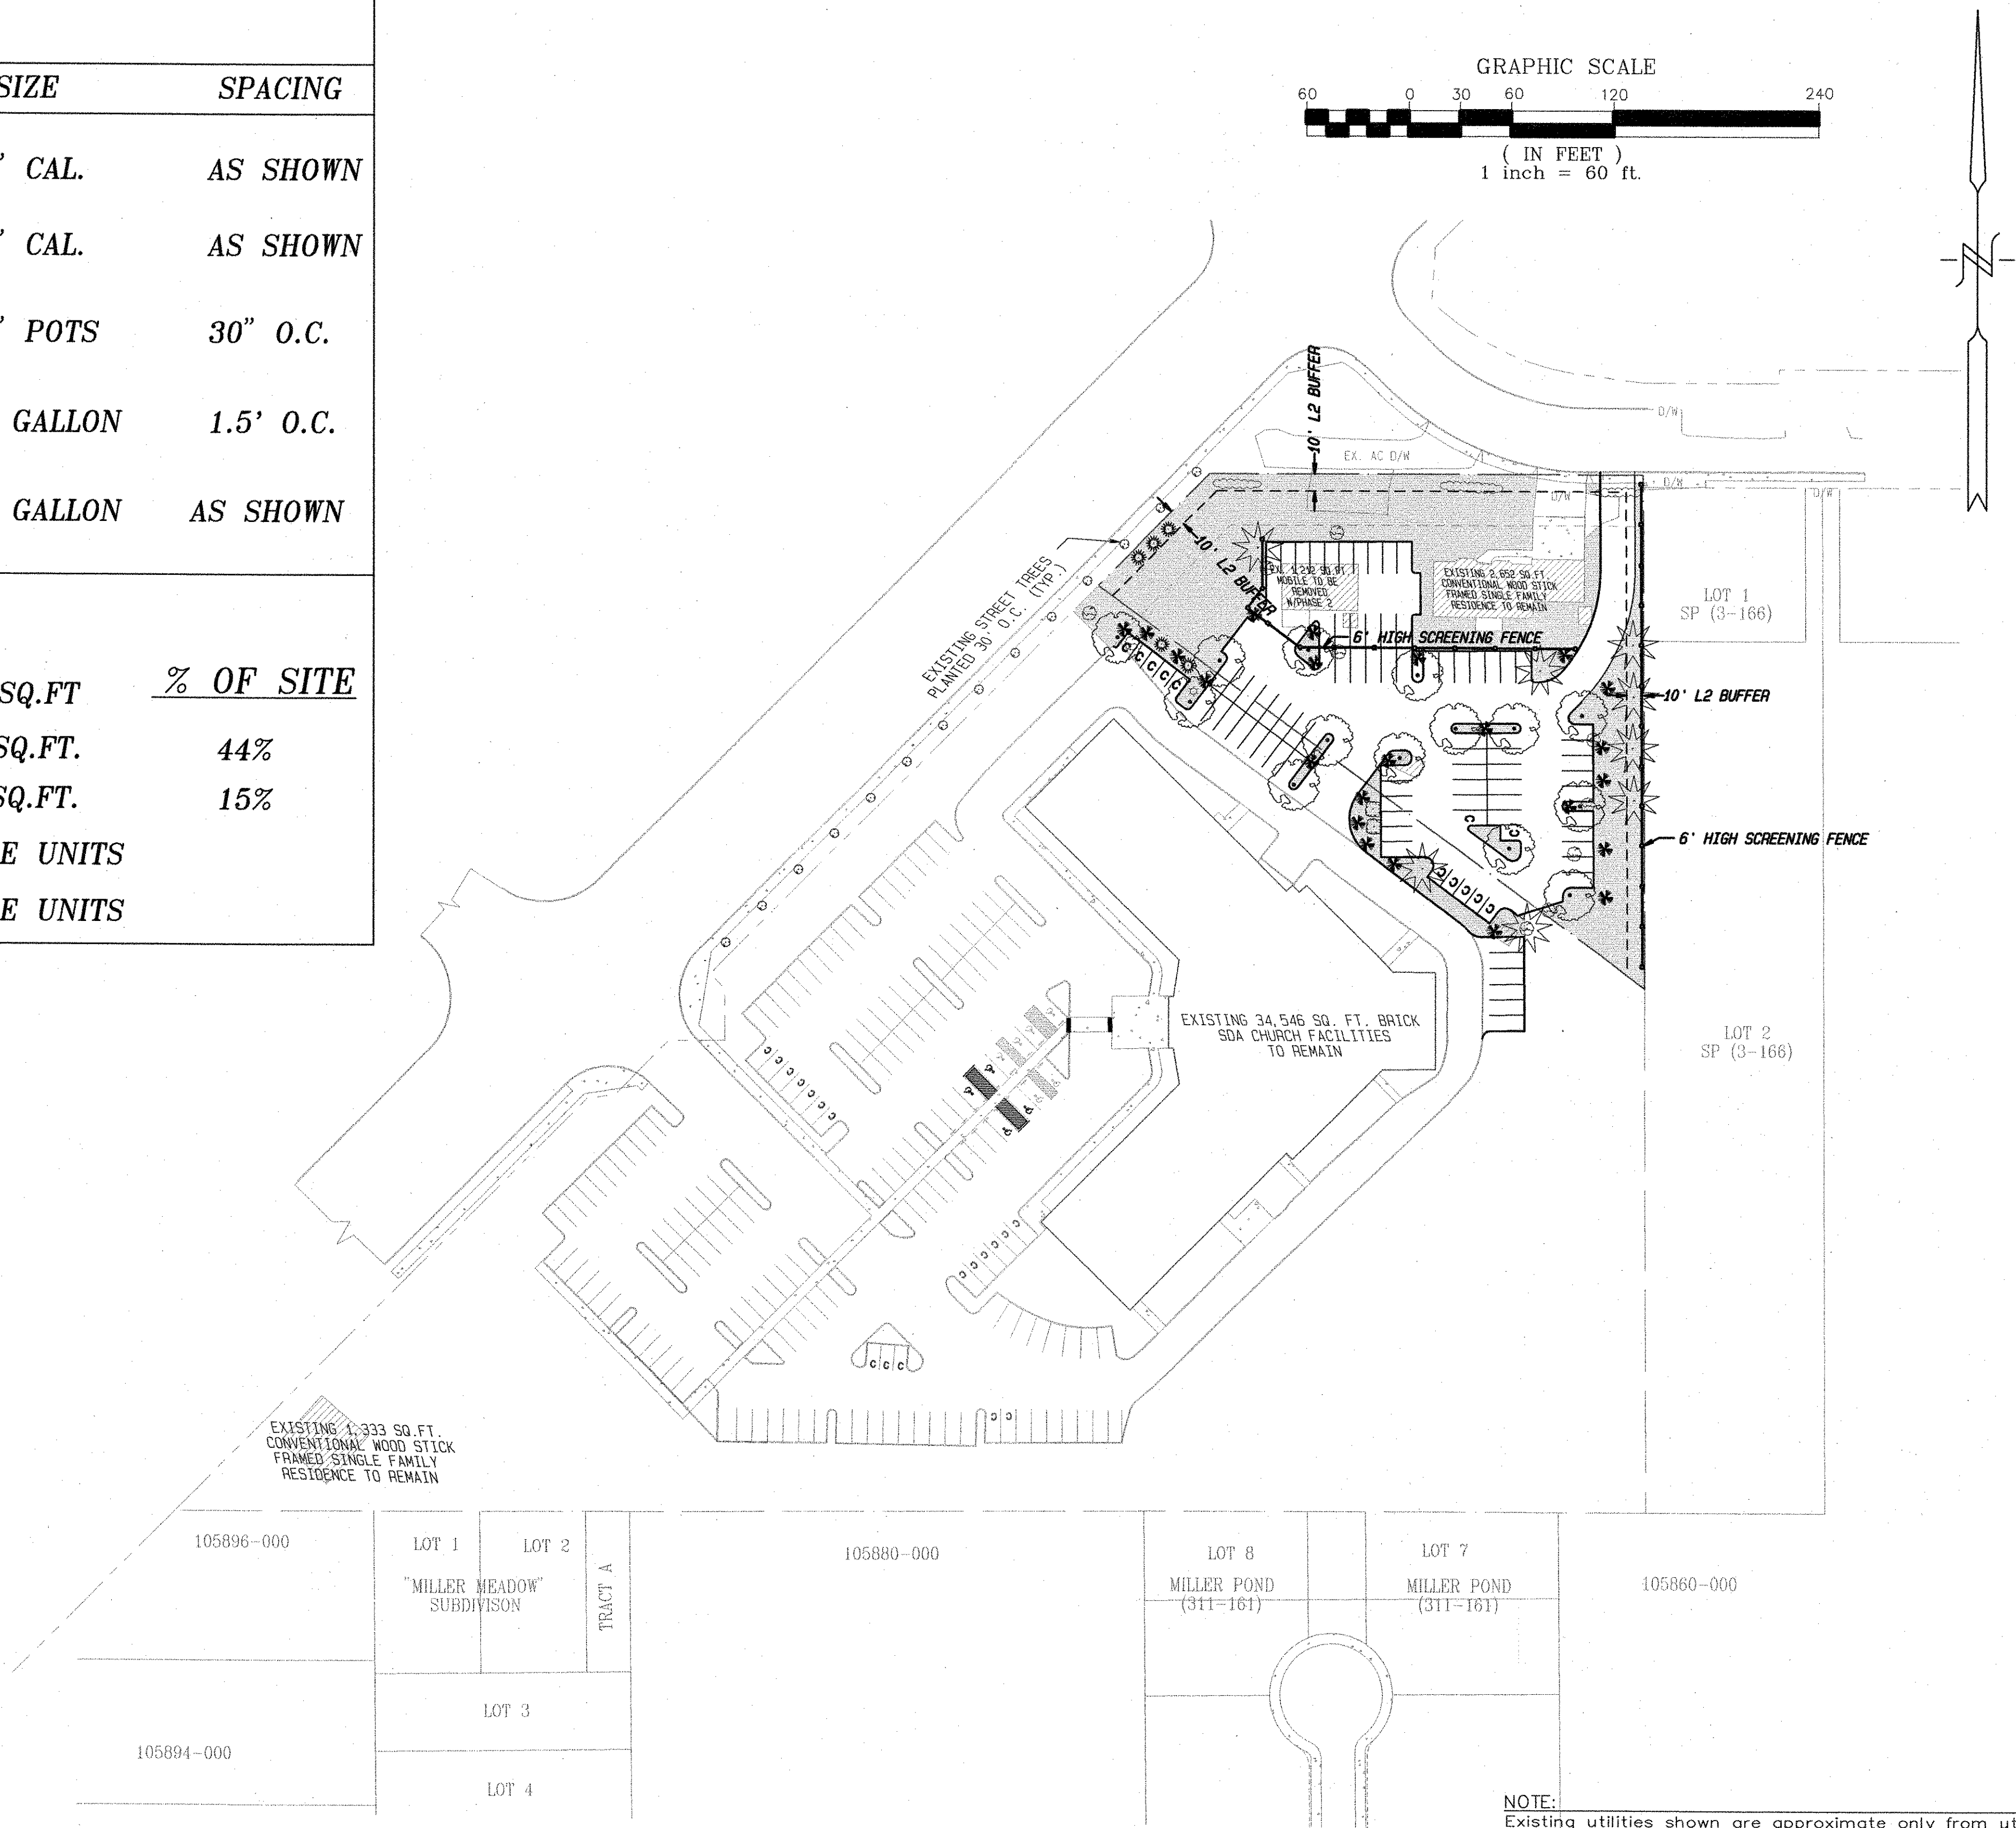 SIZE SPACING
CAL. AS SHOWN
CAL. AS SHOWN
POTS 30" O.C.
GALLON 1.5' O.C.
GALLON AS SHOWN
% OF SITE
SQ.FT
SQ.FT. 44%
SQ.FT. 15%
E UNITS
E UNITS
GRAPHIC SCALE
60 0 30 60 120 240
( IN FEET )
1 inch = 60 ft.
N
10' L2 BUFFER
EX. AC D/W
D/W
D/W
D/W
D/W
EXISTING STREET TREES
PLANTED 30' O.C. (TYP.)
10' L2 BUFFER
EX. 1,212 SQ.FT.
MOBILE TO BE
REMOVED
W/PHASE 2
EXISTING 2,652 SQ.FT.
CONVENTIONAL WOOD STICK
FRAMED SINGLE FAMILY
RESIDENCE TO REMAIN
6' HIGH SCREENING FENCE
LOT 1
SP (3-166)
10' L2 BUFFER
6' HIGH SCREENING FENCE
C C C C C
C C
C C C C C
EXISTING 34,546 SQ. FT. BRICK
SDA CHURCH FACILITIES
TO REMAIN
LOT 2
SP (3-166)
C C C C C C C
C C C C C C
C C C
C C
EXISTING 1,333 SQ.FT.
CONVENTIONAL WOOD STICK
FRAMED SINGLE FAMILY
RESIDENCE TO REMAIN
105896-000
LOT 1
LOT 2
"MILLER MEADOW"
SUBDIVISON
TRACT A
105880-000
LOT 8
MILLER POND
(311-161)
LOT 7
MILLER POND
(311-161)
105860-000
LOT 3
105894-000
LOT 4
NOTE:
Existing utilities shown are approximate only from